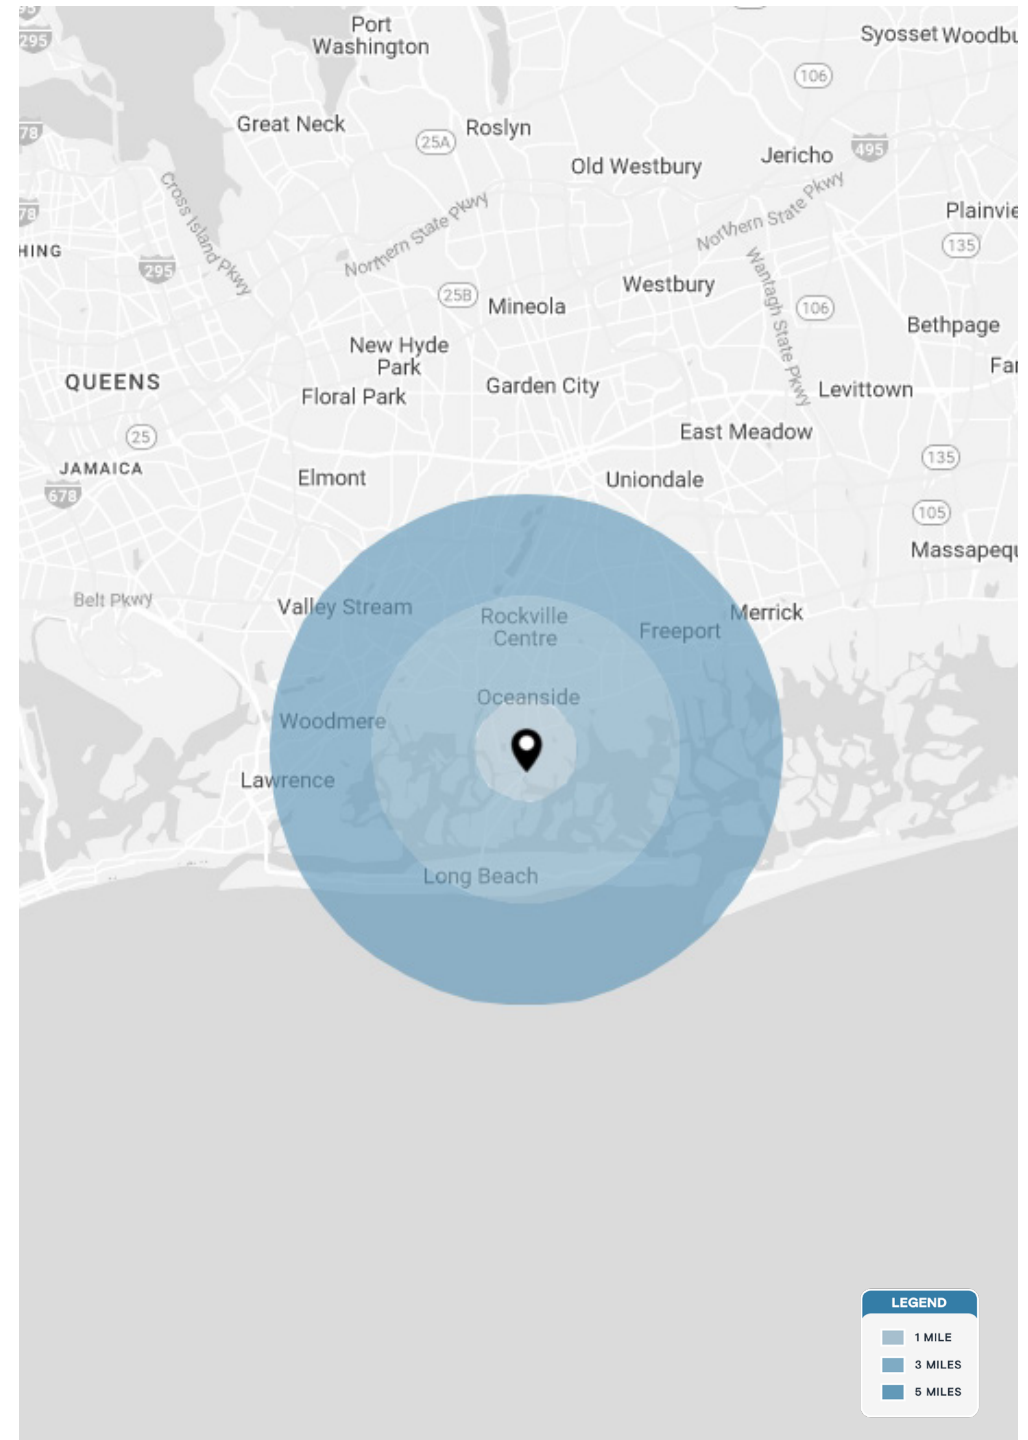 95
295
Port
Washington
Syosset
Woodbu
106
78
Great Neck
25A
Roslyn
Old Westbury
Jericho
495
Cross Island Pkwy
Northern State Pkwy
Northern State Pkwy
78
Plainvie
HING
295
135
Wantagh State Pkwy
25B
Mineola
Westbury
106
Bethpage
New Hyde
Park
Far
QUEENS
Floral Park
Garden City
Levittown
25
East Meadow
JAMAICA
135
678
Elmont
Uniondale
105
Massapequ
Belt Pkwy
Valley Stream
Rockville
Centre
Freeport
Merrick
Oceanside
Woodmere
Lawrence
Long Beach
LEGEND
1 MILE
3 MILES
5 MILES